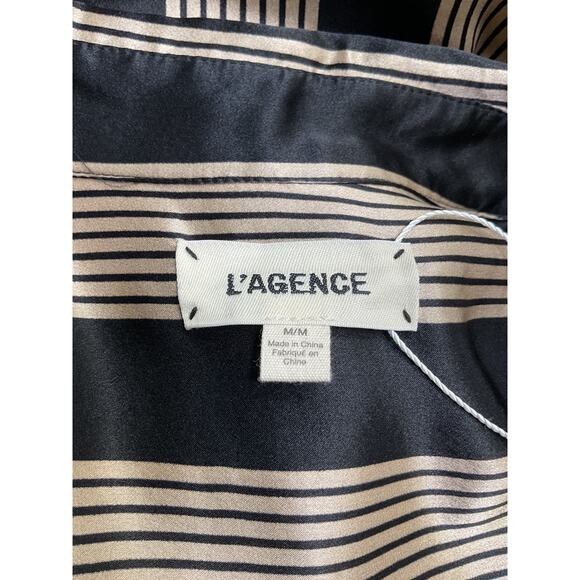 L'AGENCE
M/M
Made in China
Fabriqué en
Chine